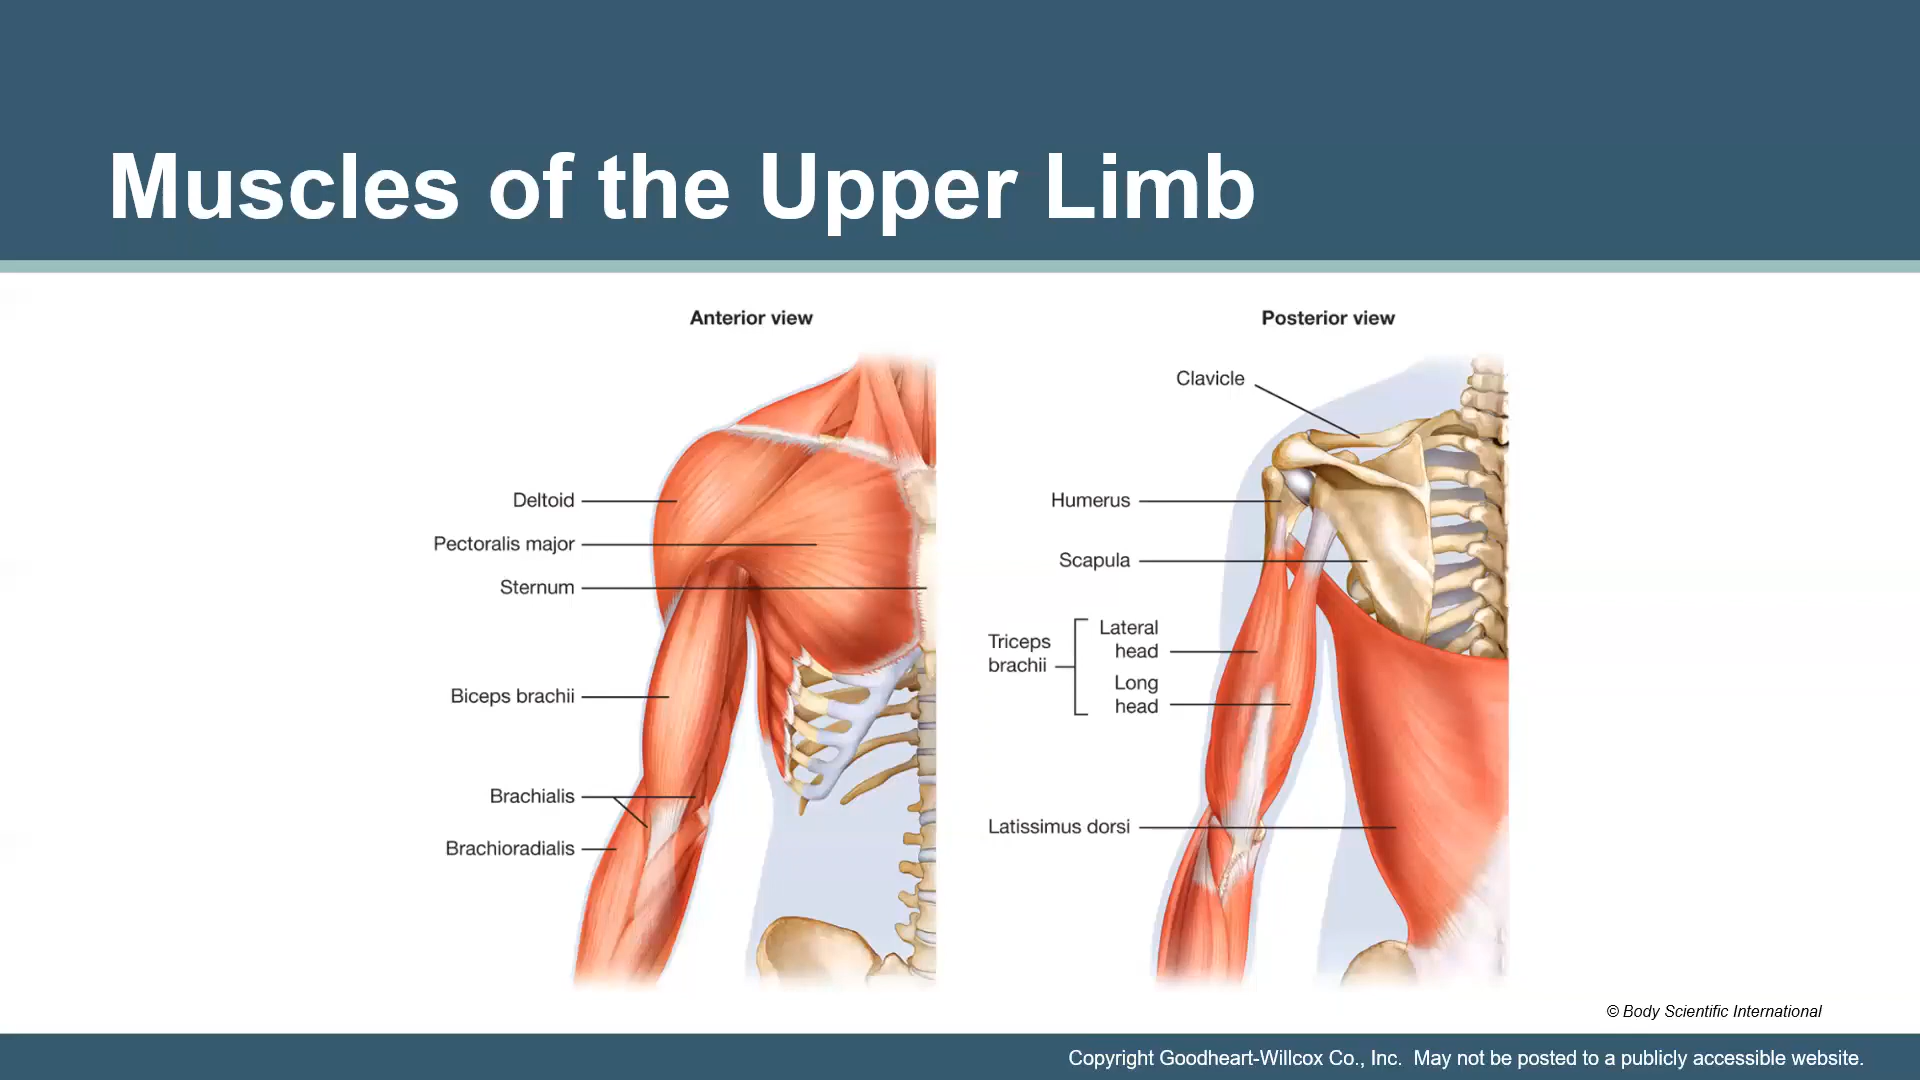 Muscles of the Upper Limb
Anterior view
Deltoid
Pectoralis major
Sternum
Biceps brachii
Brachialis
Brachioradialis
Posterior view
Clavicle
Humerus
Scapula
Triceps
brachii
Lateral
head
Long
head
Latissimus dorsi
© Body Scientific International
Copyright Goodheart-Willcox Co., Inc.  May not be posted to a publicly accessible website.